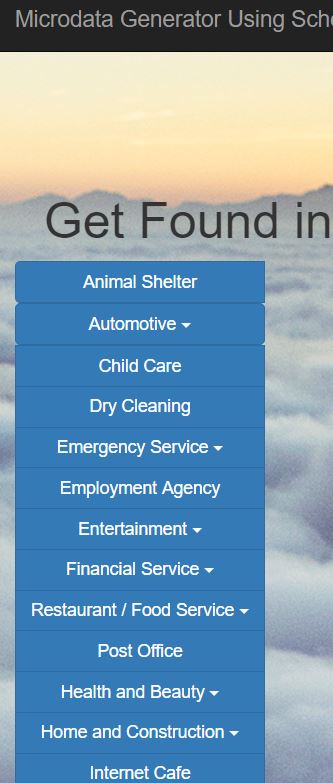 Microdata Generator Using
Get Found in
Animal Shelter
Automotive
Child Care
Dry Cleaning
Emergency Service
Employment Agency
Entertainment
Financial Service
Restaurant / Food Service
Post Office
Health and Beauty
Home and Construction
Internet Cafe